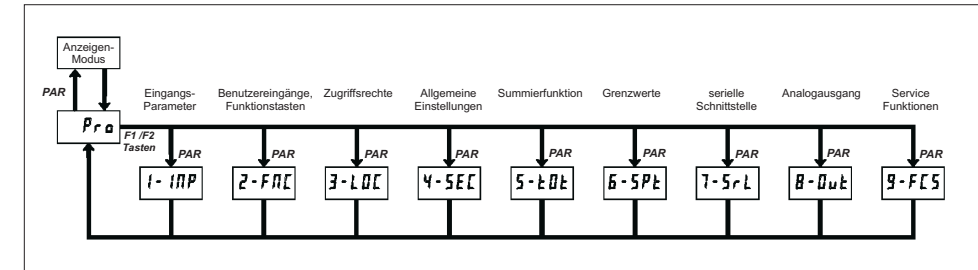 Anzeigen-
Modus
PAR
Eingangs-
Parameter
Benutzereingänge,
Funktionstasten
Zugriffsrechte
Allgemeine
Einstellungen
Summierfunktion
Grenzwerte
serielle
Schnittstelle
Analogausgang
Service
Funktionen
Pro
F1 /F2
Tasten
PAR
PAR
PAR
PAR
PAR
PAR
PAR
PAR
PAR
1-INP
2-FNC
3-LOC
4-SEC
5-tOt
6-SPt
7-SrL
8-Out
9-FCS